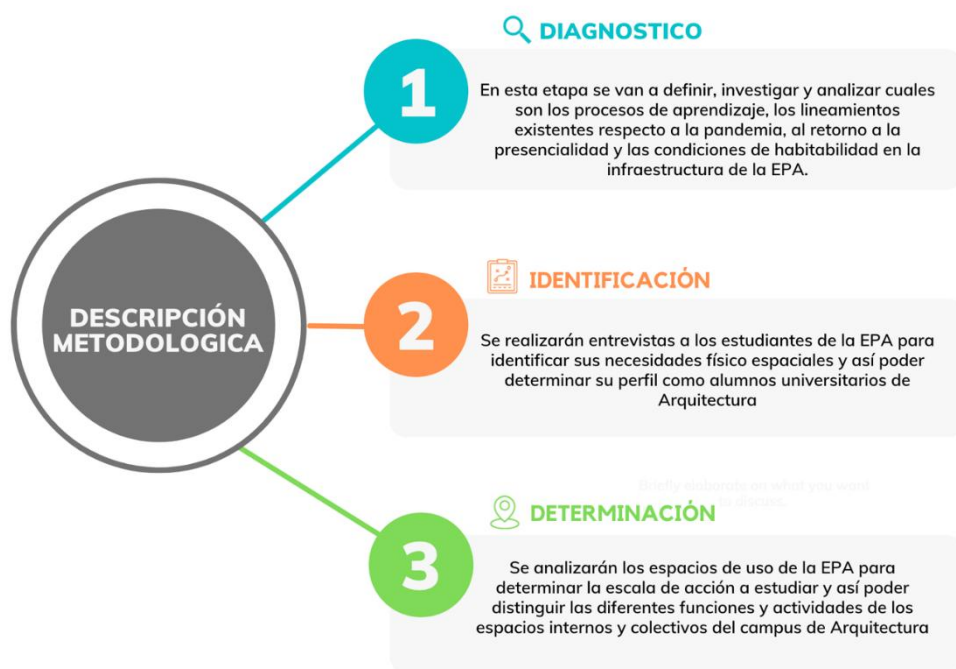 DIAGNOSTICO
1
En esta etapa se van a definir, investigar y analizar cuales
son los procesos de aprendizaje, los lineamientos
existentes respecto a la pandemia, al retorno a la
presencialidad y las condiciones de habitabilidad en la
infraestructura de la EPA.
DESCRIPCIÓN
METODOLOGICA
IDENTIFICACIÓN
2
Se realizarán entrevistas a los estudiantes de la EPA para
identificar sus necesidades físico espaciales y así poder
determinar su perfil como alumnos universitarios de
Arquitectura
Briefly elaborate on what you want
to discuss.
DETERMINACIÓN
3
Se analizarán los espacios de uso de la EPA para
determinar la escala de acción a estudiar y así poder
distinguir las diferentes funciones y actividades de los
espacios internos y colectivos del campus de Arquitectura